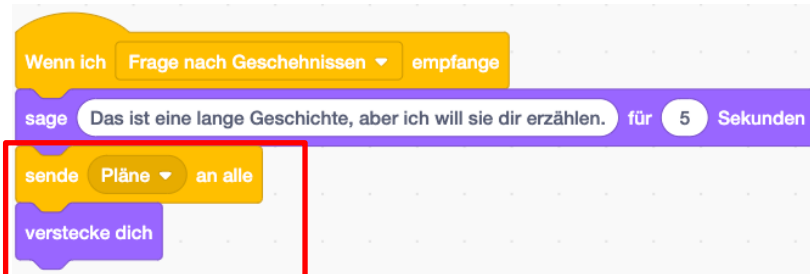 Wenn ich Frage nach Geschehnissen empfange
sage Das ist eine lange Geschichte, aber ich will sie dir erzählen. für 5 Sekunden
sende Pläne an alle
verstecke dich